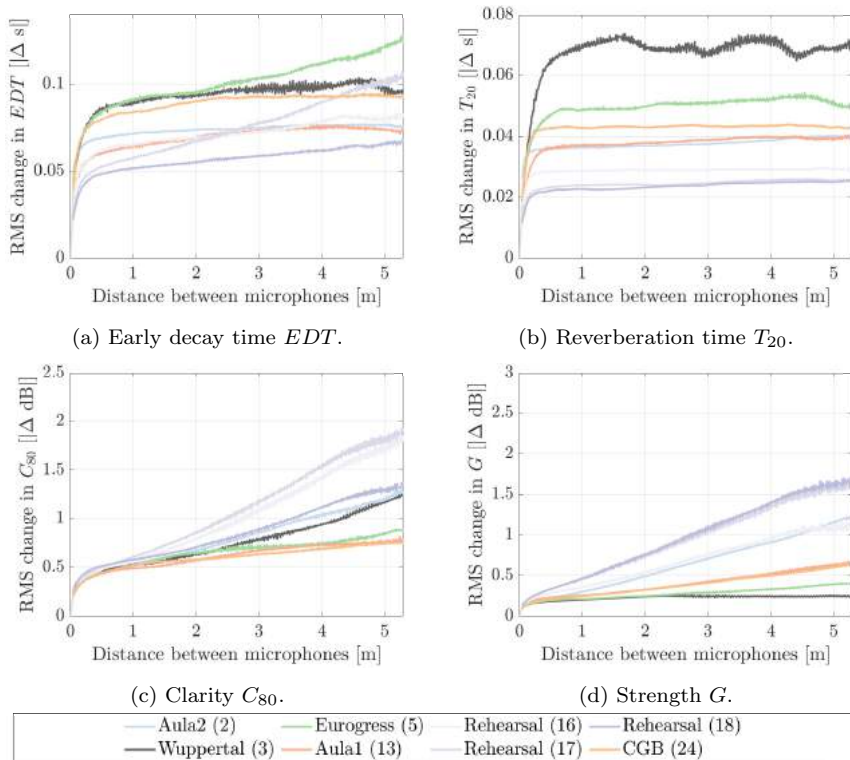 RMS change in EDT [|Δ s|]
0.1
0.05
0
0 1 2 3 4 5
Distance between microphones [m]
(a) Early decay time EDT.
RMS change in T20 [|Δ s|]
0.08
0.06
0.04
0.02
0
0 1 2 3 4 5
Distance between microphones [m]
(b) Reverberation time T20.
RMS change in C80 [|Δ dB|]
2.5
2
1.5
1
0.5
0
0 1 2 3 4 5
Distance between microphones [m]
(c) Clarity C80.
RMS change in G [|Δ dB|]
3
2.5
2
1.5
1
0.5
0
0 1 2 3 4 5
Distance between microphones [m]
(d) Strength G.
Aula2 (2) Eurogress (5) Rehearsal (16) Rehearsal (18)
Wuppertal (3) Aula1 (13) Rehearsal (17) CGB (24)